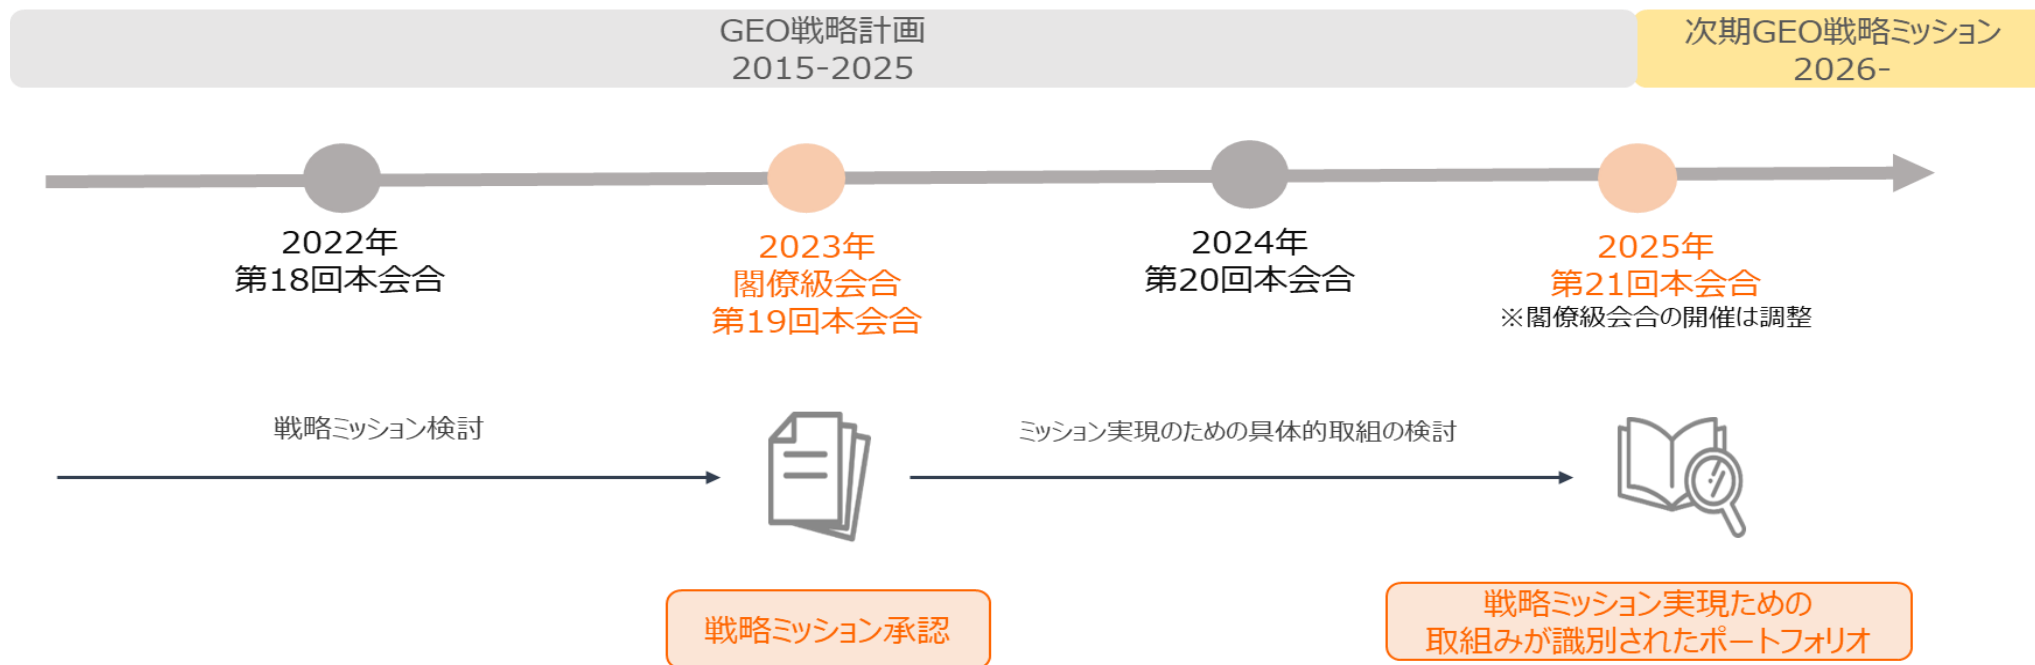 GEO戦略計画
2015-2025
次期GEO戦略ミッション
2026-
2022年
第18回本会合
2023年
閣僚級会合
第19回本会合
2024年
第20回本会合
2025年
第21回本会合
※閣僚級会合の開催は調整
戦略ミッション検討
ミッション実現のための具体的取組の検討
戦略ミッション承認
戦略ミッション実現ための
取組みが識別されたポートフォリオ